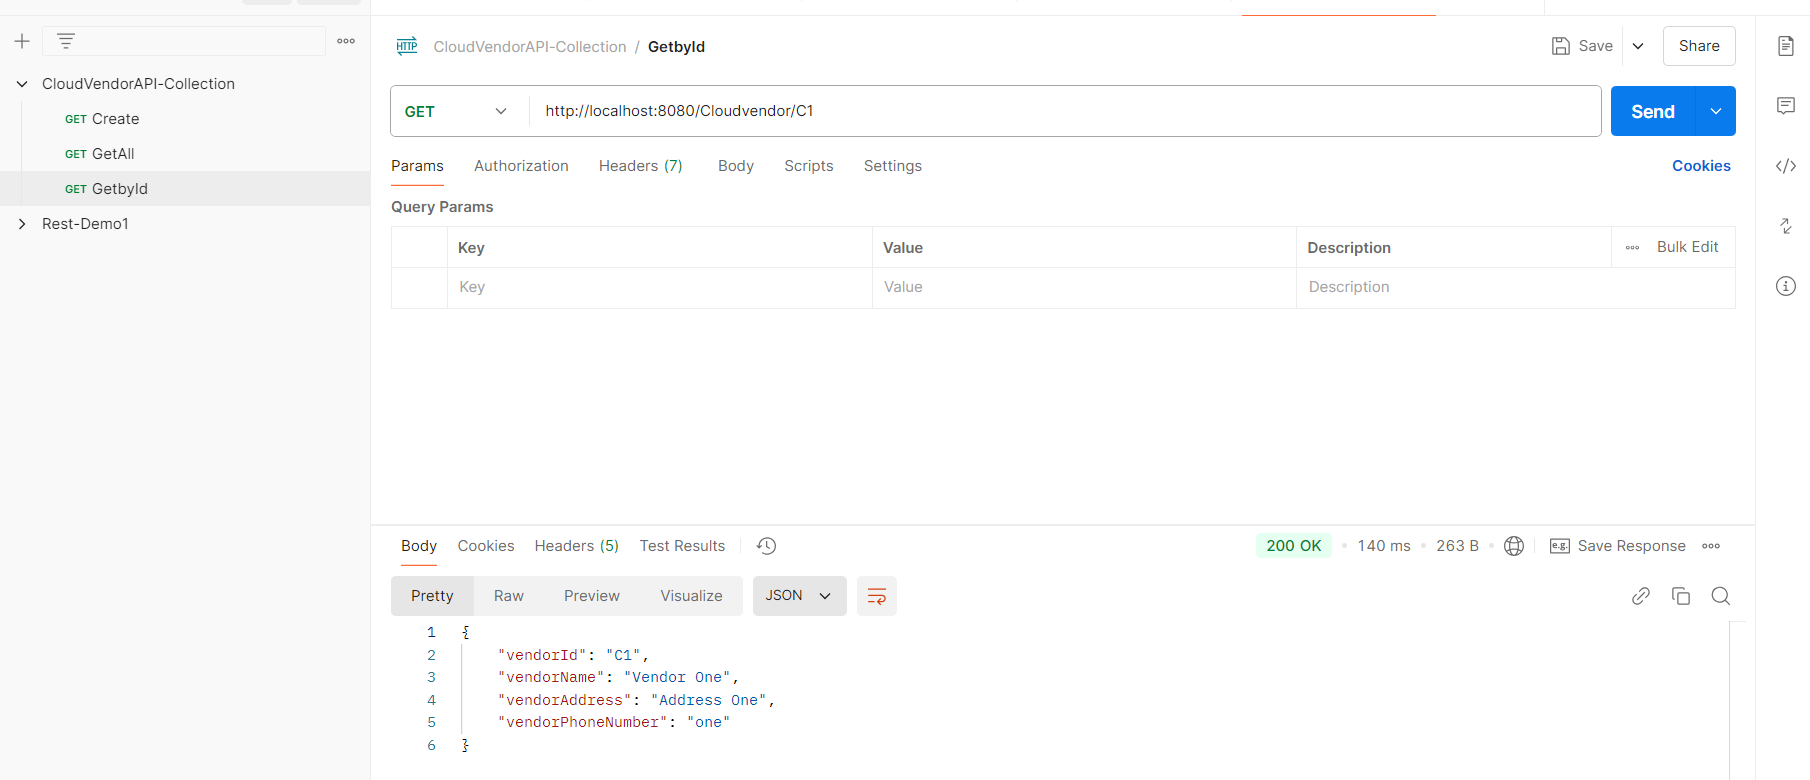 CloudVendorAPI-Collection
GET Create
GET GetAll
GET GetbyId
Rest-Demo1
HTTP CloudVendorAPI-Collection / GetbyId
Save
Share
GET http://localhost:8080/Cloudvendor/C1
Send
Params Authorization Headers (7) Body Scripts Settings Cookies
Query Params
Key Value Description Bulk Edit
Key Value Description
Body Cookies Headers (5) Test Results 200 OK 140 ms 263 B e.g. Save Response
Pretty Raw Preview Visualize JSON
1 {
2 "vendorId": "C1",
3 "vendorName": "Vendor One",
4 "vendorAddress": "Address One",
5 "vendorPhoneNumber": "one"
6 }